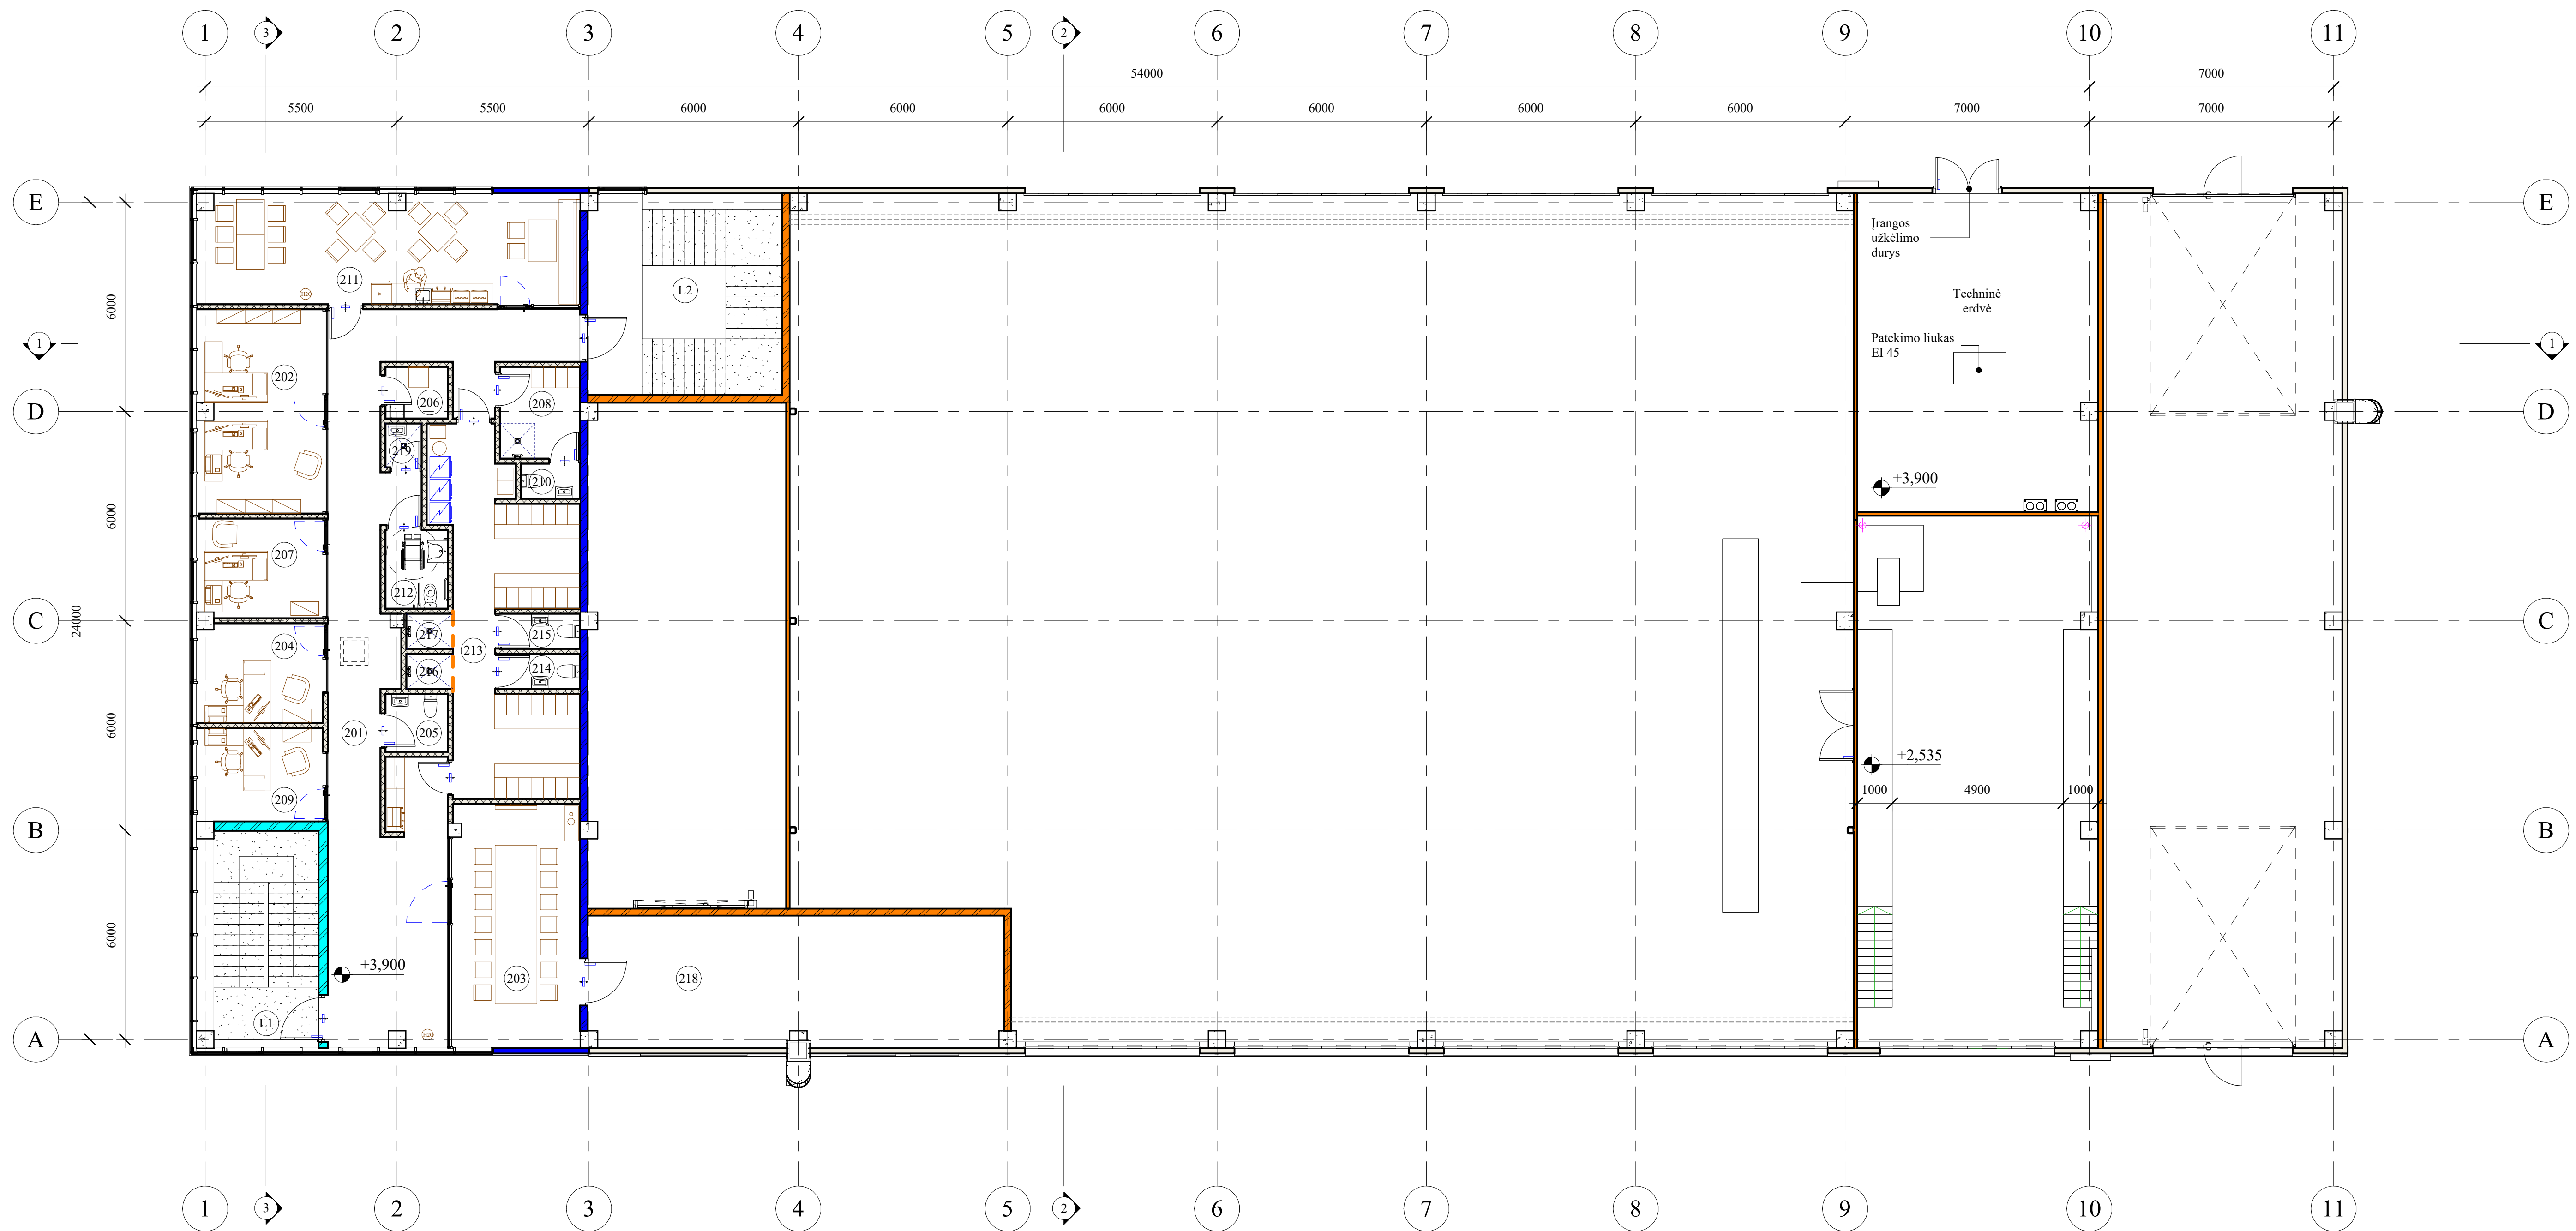 1 3 2 3 4 5 2 6 7 8 9 10 11
54000 7000
5500 5500 6000 6000 6000 6000 6000 6000 7000 7000
E E
Įrangos
užkėlimo
durys
211
L2
Techninė
erdvė
6000
1 1
Patekimo liukas
EI 45
202
206 208
D D
219
210
+3,900
6000
207
212
24000
C C
217 215
204 213
216 214
201 205
6000
+2,535
209
1000 4900 1000
B B
6000
+3,900
203 218
L1
A A
1 3 2 3 4 5 2 6 7 8 9 10 11